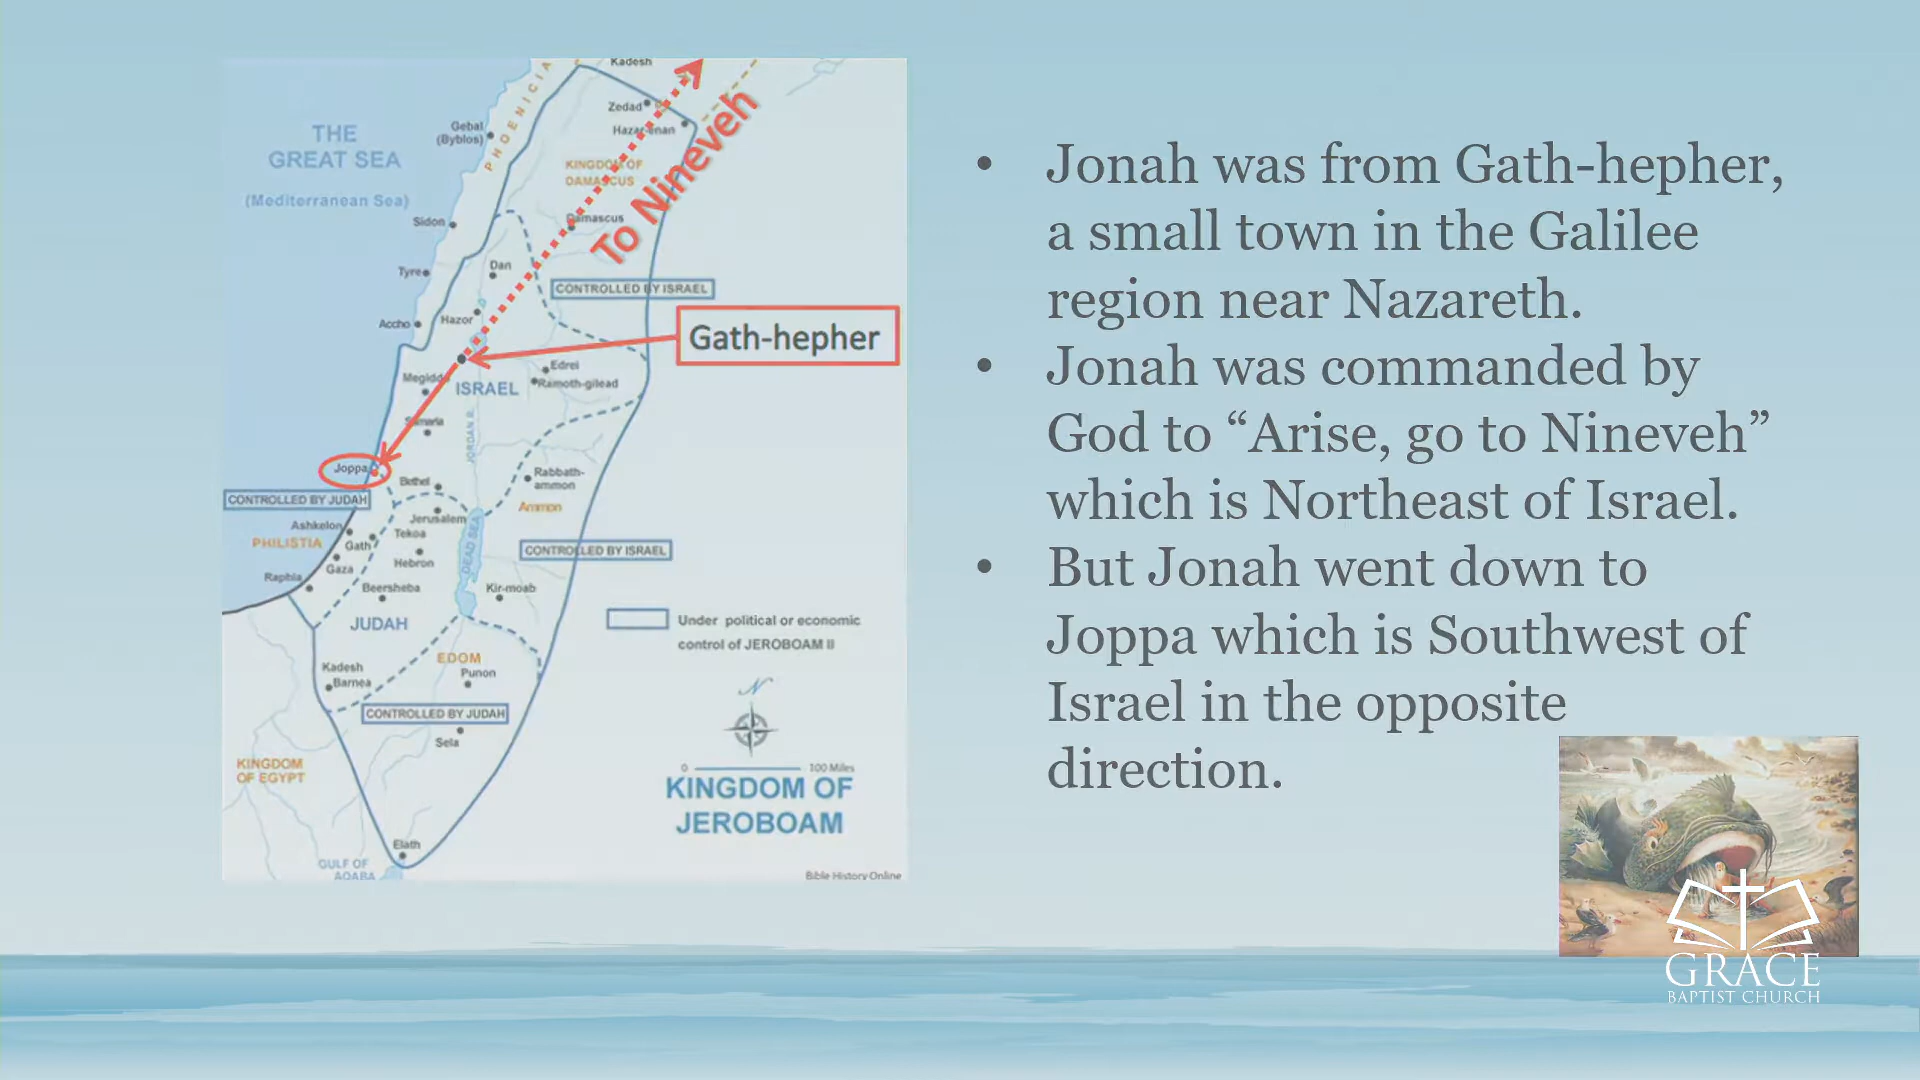 Kadesh
PHOENICIA
Zedad
Hazar-enan
THE
GREAT SEA
(Mediterranean Sea)
Gebal
(Byblos)
KINGDOM OF
DAMASCUS
To Nineveh
Damascus
Sidon
Dan
Tyre
CONTROLLED BY ISRAEL
Accho
Hazor
Gath-hepher
Edrei
Ramoth-gilead
Megiddo
ISRAEL
Samaria
JORDAN R.
Joppa
Bethel
Rabbath-
ammon
CONTROLLED BY JUDAH
Ammon
Jerusalem
Ashkelon
Tekoa
PHILISTIA
Gath
DEAD SEA
CONTROLLED BY ISRAEL
Gaza
Hebron
Raphia
Beersheba
Kir-moab
JUDAH
Under political or economic
control of JEROBOAM II
EDOM
Kadesh
Barnea
Punon
N
CONTROLLED BY JUDAH
Sela
KINGDOM
OF EGYPT
0 100 Miles
KINGDOM OF
JEROBOAM
Elath
GULF OF
AQABA
Bible History Online
• Jonah was from Gath-hepher,
a small town in the Galilee
region near Nazareth.
• Jonah was commanded by
God to “Arise, go to Nineveh”
which is Northeast of Israel.
• But Jonah went down to
Joppa which is Southwest of
Israel in the opposite
direction.
GRACE
BAPTIST CHURCH